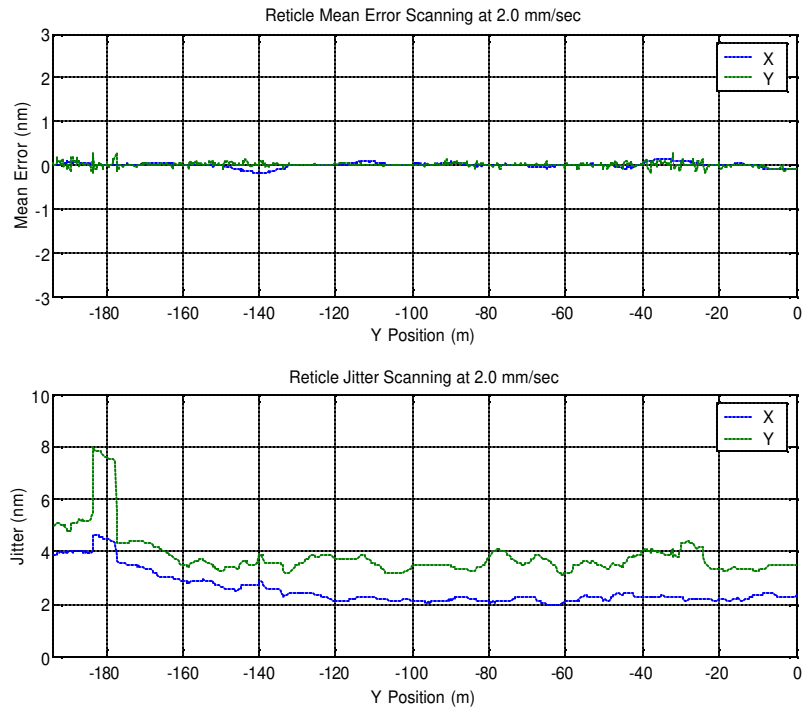 Reticle Mean Error Scanning at 2.0 mm/sec
3
2
1
0
-1
-2
-3
Mean Error (nm)
X
Y
-180 -160 -140 -120 -100 -80 -60 -40 -20 0
Y Position (m)
Reticle Jitter Scanning at 2.0 mm/sec
10
8
6
4
2
0
Jitter (nm)
X
Y
-180 -160 -140 -120 -100 -80 -60 -40 -20 0
Y Position (m)